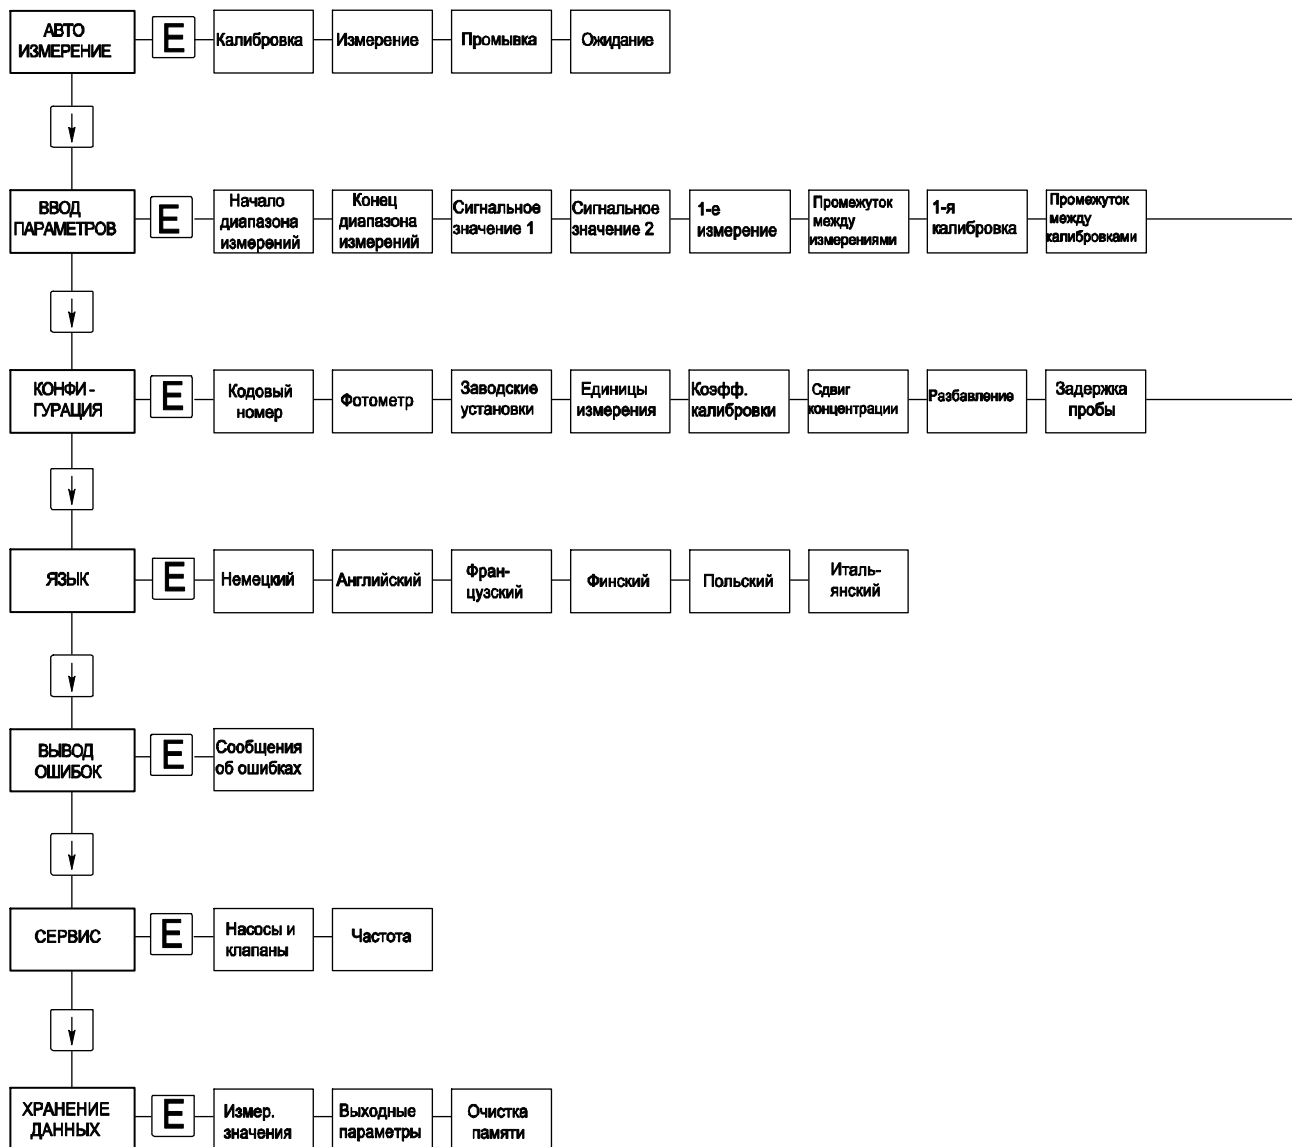 АВТО
ИЗМЕРЕНИЕ
E
Калибровка
Измерение
Промывка
Ожидание
ВВОД
ПАРАМЕТРОВ
E
Начало
диапазона
измерений
Конец
диапазона
измерений
Сигнальное
значение 1
Сигнальное
значение 2
1-е
измерение
Промежуток
между
измерениями
1-я
калибровка
Промежуток
между
калибровками
КОНФИ -
ГУРАЦИЯ
E
Кодовый
номер
Фотометр
Заводские
установки
Единицы
измерения
Коэфф.
калибровки
Сдвиг
концентрации
Разбавление
Задержка
пробы
ЯЗЫК
E
Немецкий
Английский
Фран-
цузский
Финский
Польский
Италь-
янский
ВЫВОД
ОШИБОК
E
Сообщения
об ошибках
СЕРВИС
E
Насосы и
клапаны
Частота
ХРАНЕНИЕ
ДАННЫХ
E
Измер.
значения
Выходные
параметры
Очистка
памяти